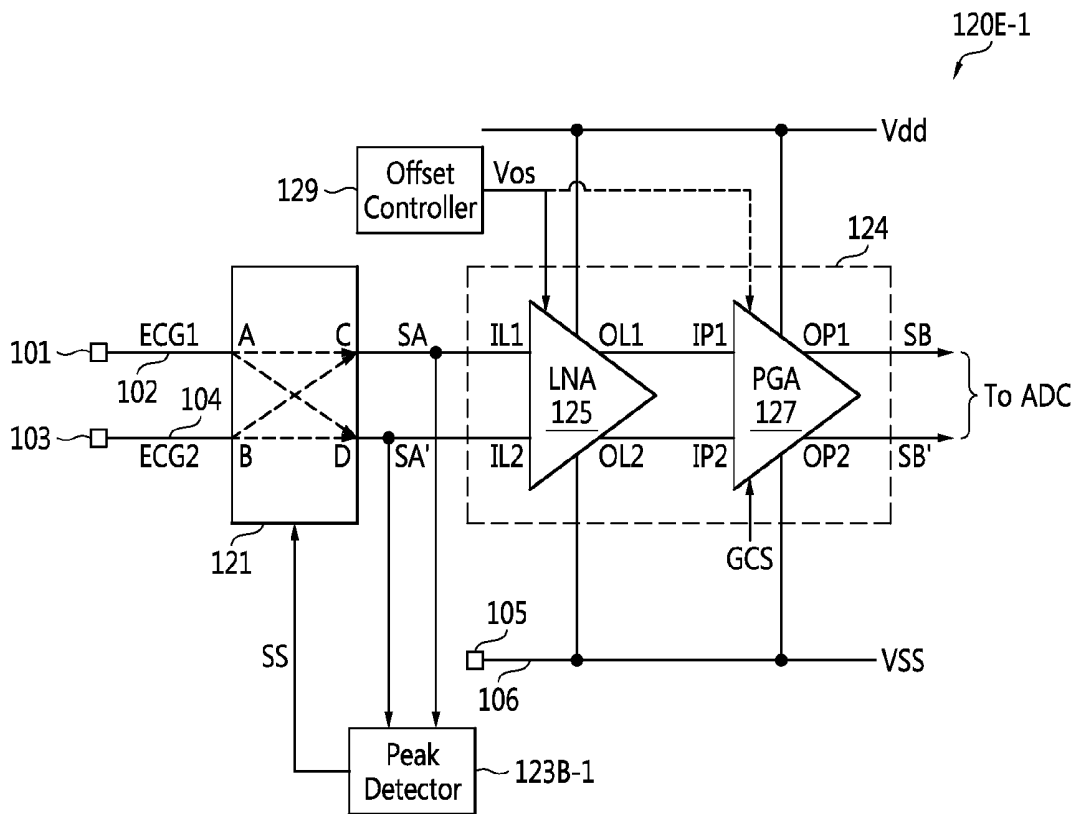 120E-1
Vdd
129
Offset
Controller
Vos
124
101
ECG1
102
A
C
SA
IL1
LNA
125
OL1
IP1
PGA
127
OP1
SB
To ADC
103
104
ECG2
B
D
SA'
IL2
OL2
IP2
OP2
SB'
121
GCS
SS
105
106
VSS
Peak
Detector
123B-1